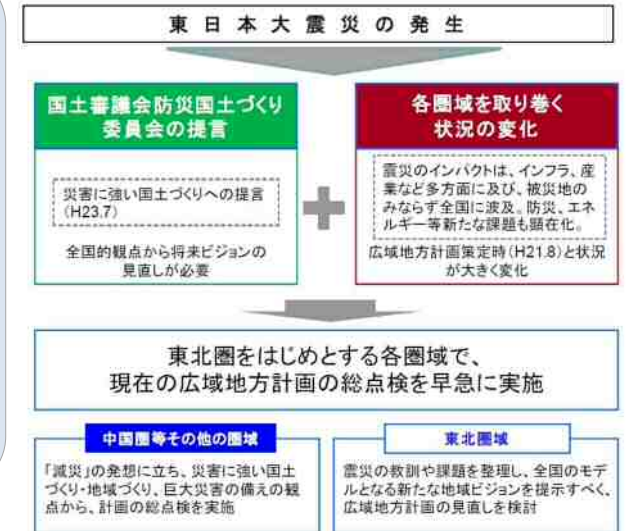 東日本大震災の発生
国土審議会防災国土づくり
委員会の提言
災害に強い国土づくりへの提言
(H23.7)
全国的観点から将来ビジョンの
見直しが必要
各圏域を取り巻く
状況の変化
震災のインパクトは、インフラ、産
業など多方面に及び、被災地の
みならず全国に波及。防災、エネ
ルギー等新たな課題も顕在化。
広域地方計画策定時(H21.8)と状況
が大きく変化
東北圏をはじめとする各圏域で、
現在の広域地方計画の総点検を早急に実施
中国圏等その他の圏域
「減災」の発想に立ち、災害に強い国土
づくり・地域づくり、巨大災害の備えの観
点から、計画の総点検を実施
東北圏域
震災の教訓や課題を整理し、全国のモデ
ルとなる新たな地域ビジョンを提示すべく、
広域地方計画の見直しを検討